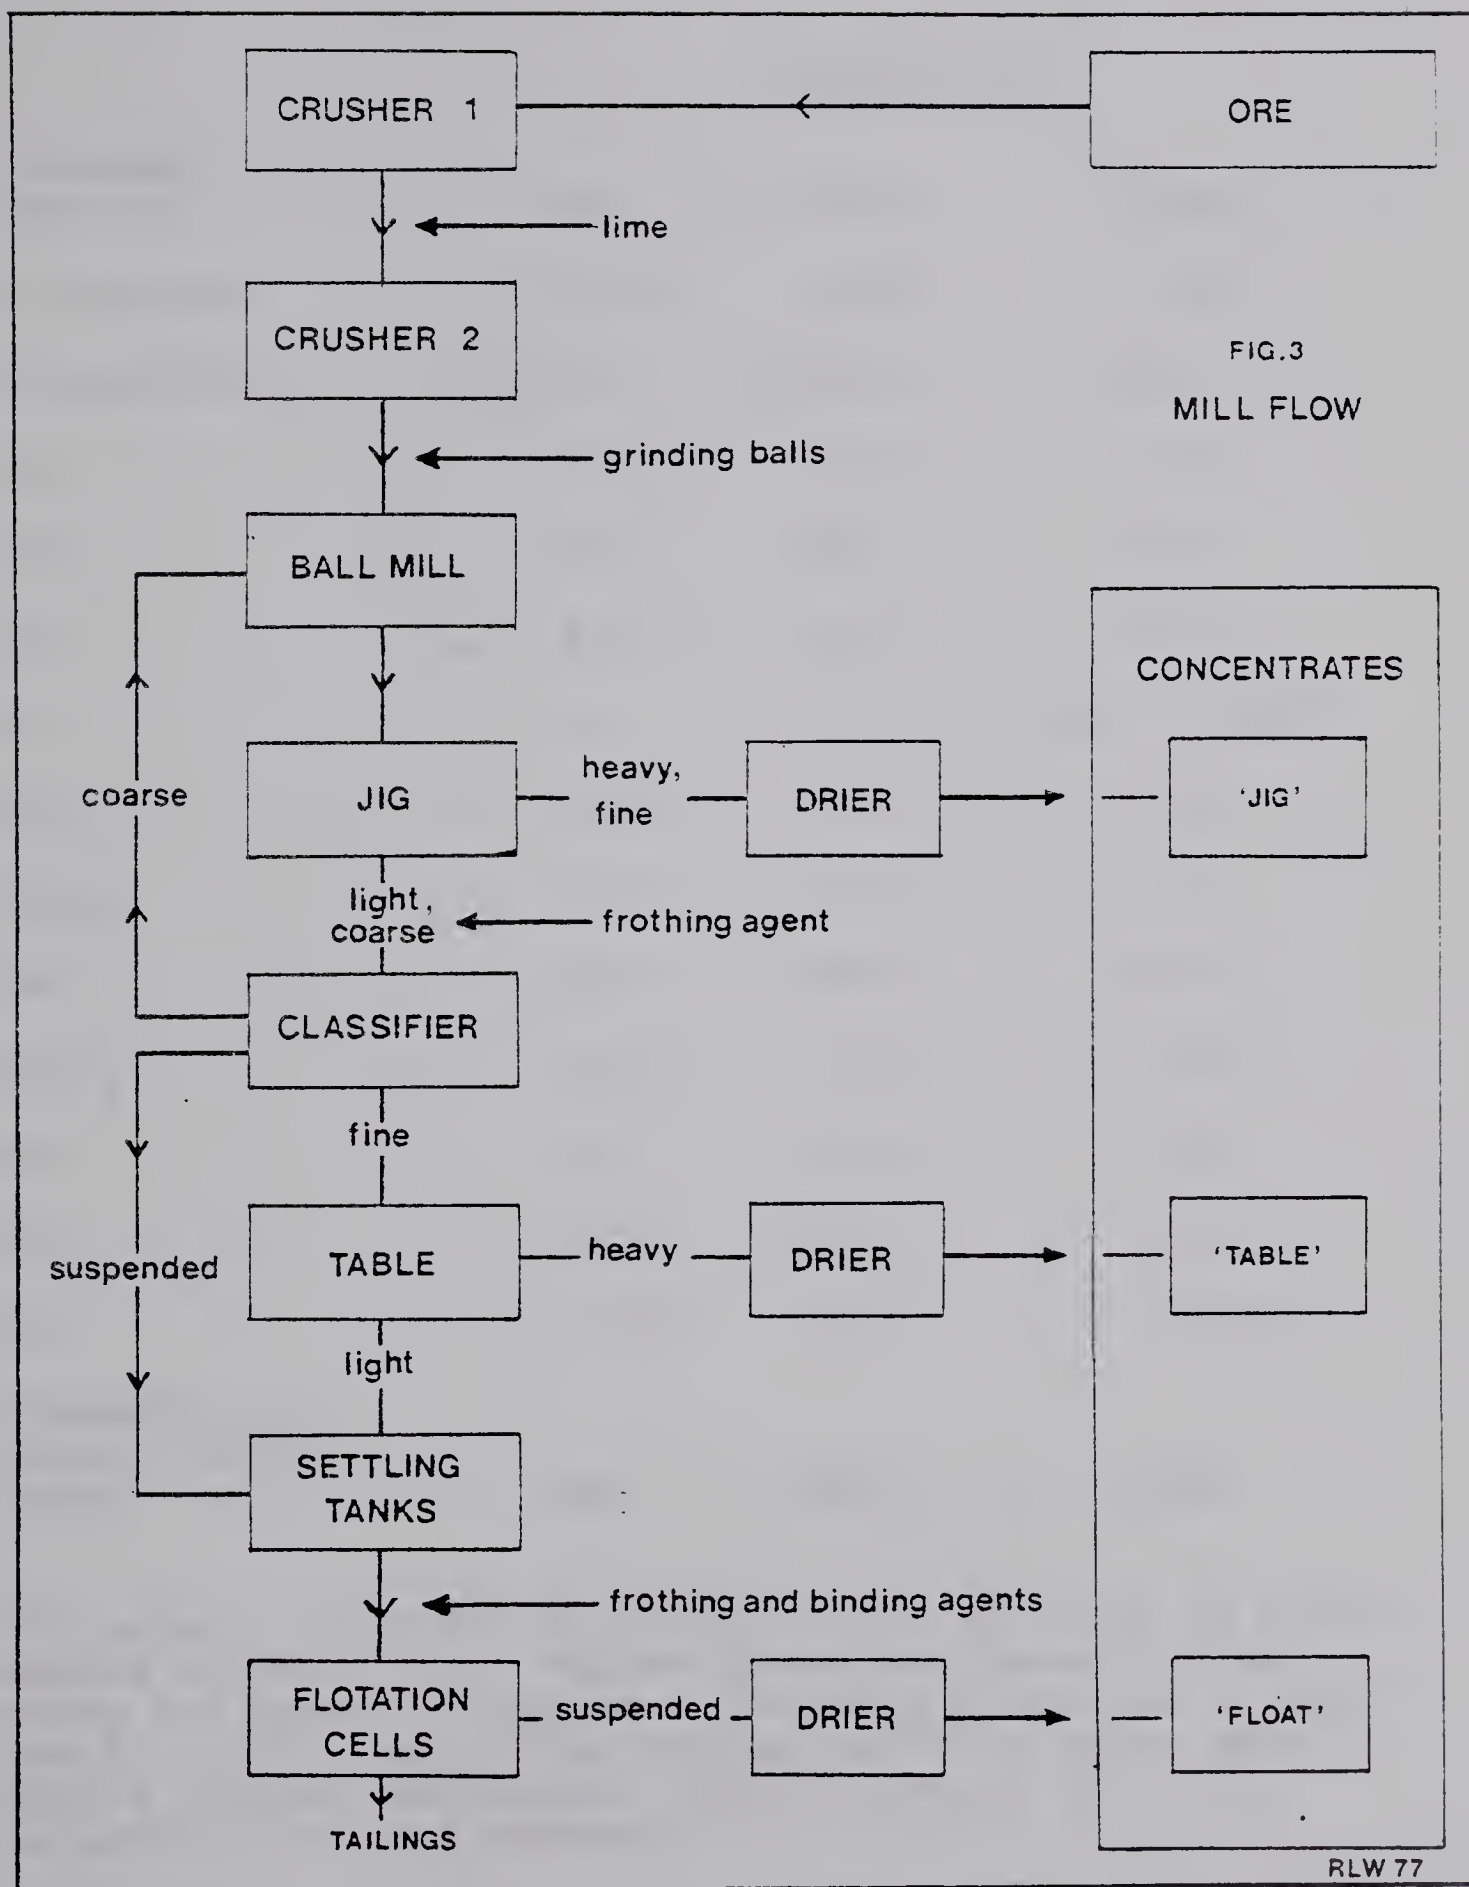 CRUSHER 1
ORE
lime
CRUSHER 2
FIG.3
MILL FLOW
grinding balls
BALL MILL
CONCENTRATES
coarse
JIG
heavy,
fine
DRIER
'JIG'
light,
coarse
frothing agent
CLASSIFIER
fine
suspended
TABLE
heavy
DRIER
'TABLE'
light
SETTLING
TANKS
frothing and binding agents
FLOTATION
CELLS
suspended
DRIER
'FLOAT'
TAILINGS
RLW 77